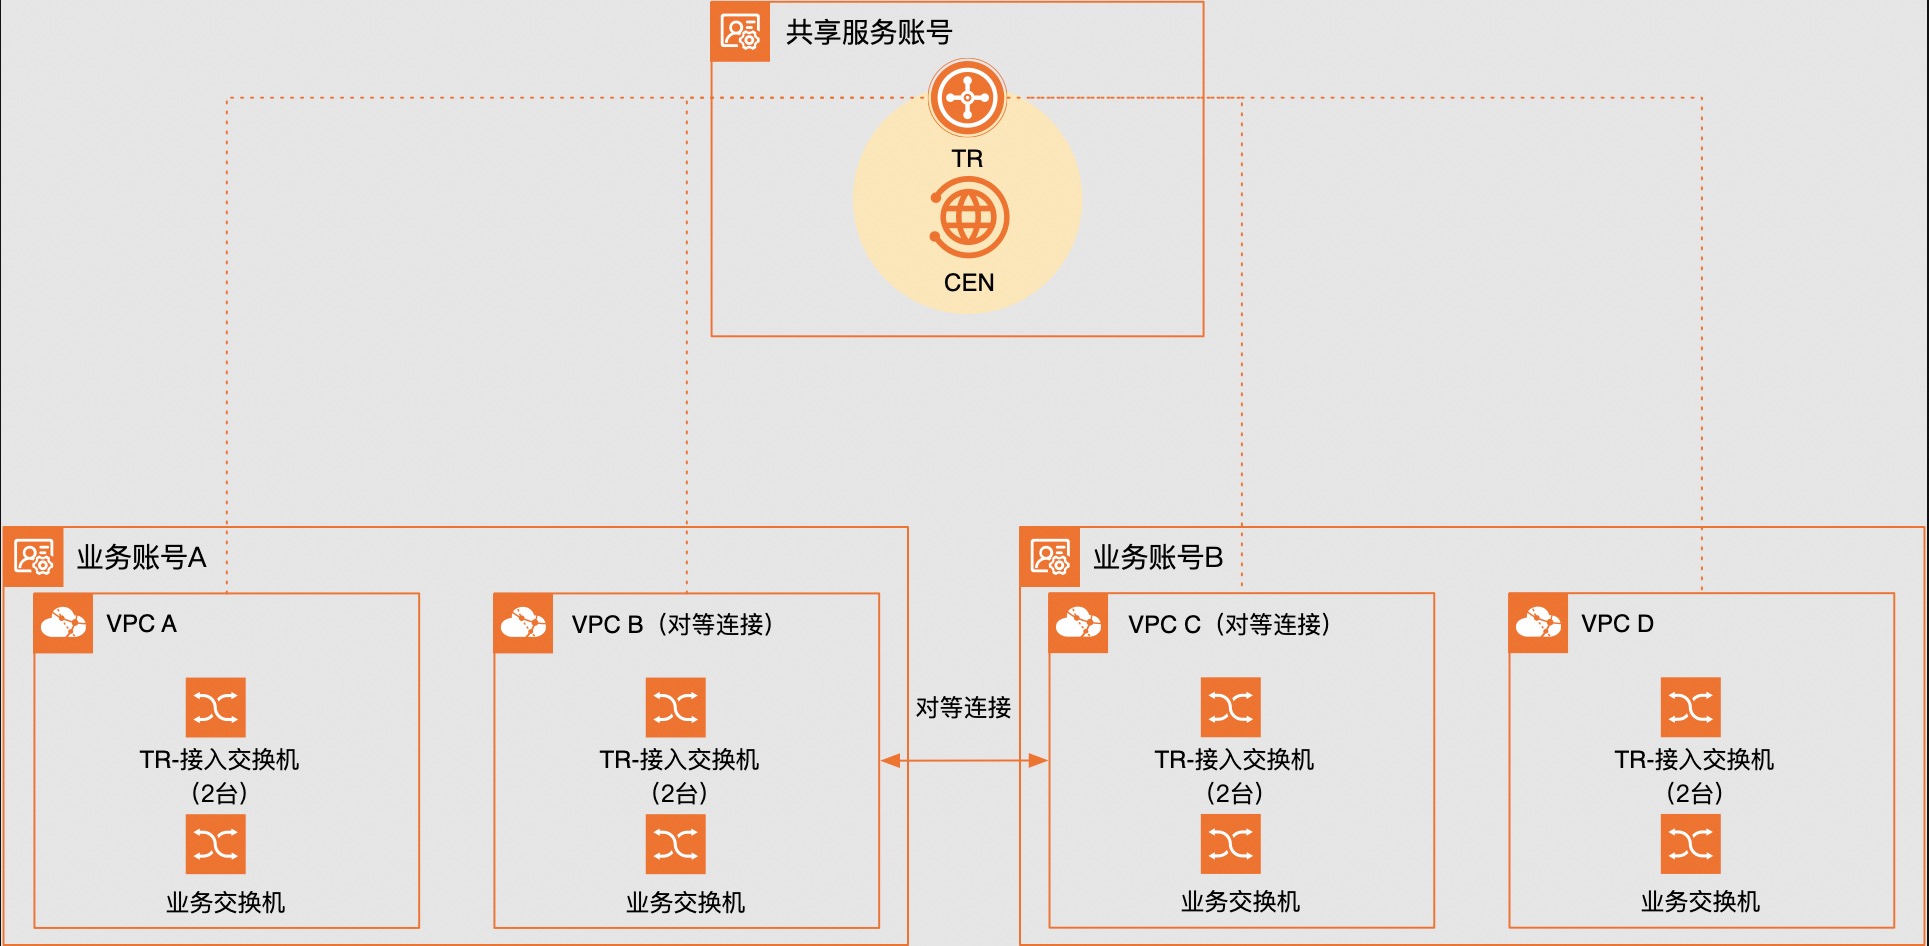 共享服务账号
TR
CEN
业务账号A
VPC A
TR-接入交换机
（2台）
业务交换机
VPC B（对等连接）
TR-接入交换机
（2台）
业务交换机
对等连接
业务账号B
VPC C（对等连接）
TR-接入交换机
（2台）
业务交换机
VPC D
TR-接入交换机
（2台）
业务交换机